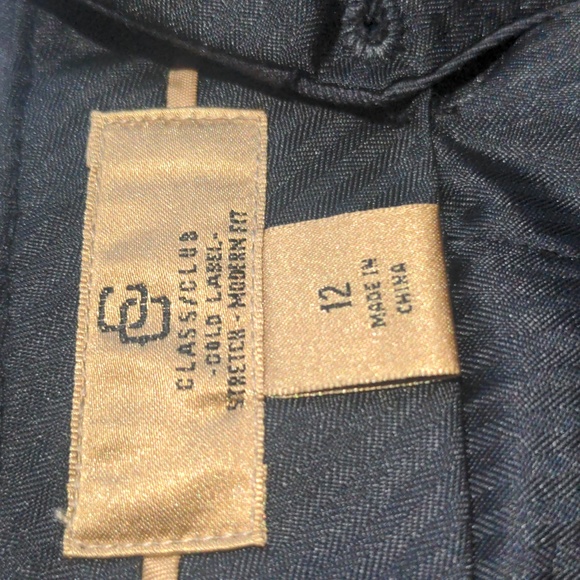 CLASS/CLUB
-GOLD LABEL-
STRETCH - MODERN FIT
12
MADE IN
CHINA